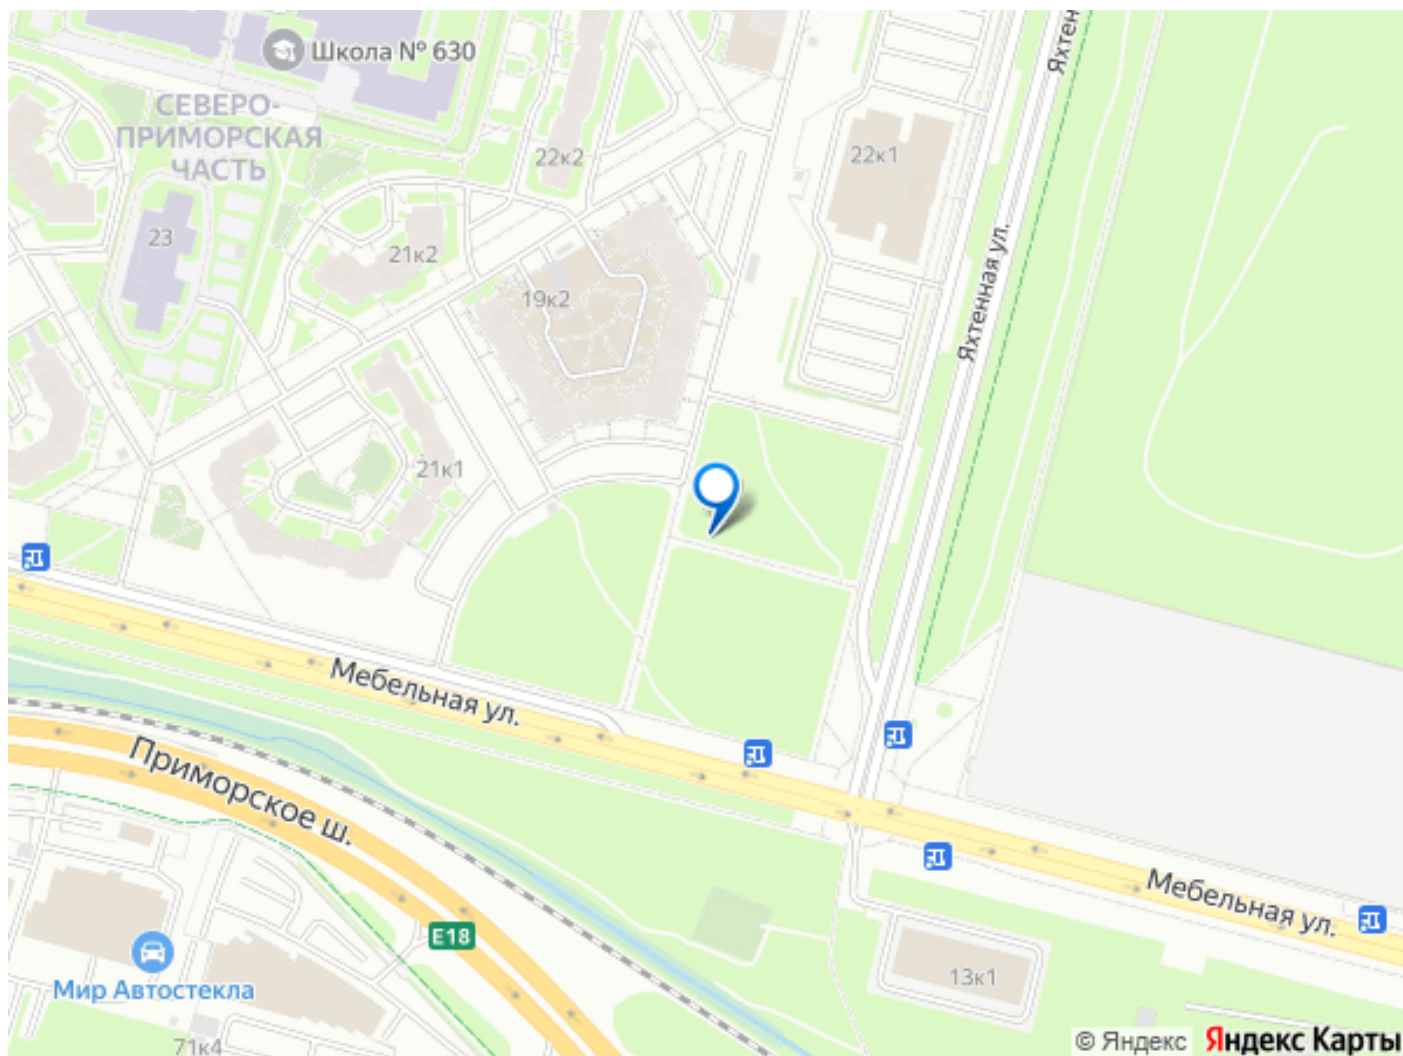 Школа № 630
Яхтен
СЕВЕРО-
ПРИМОРСКАЯ
ЧАСТЬ
22к2
22к1
23
21к2
19к2
Яхтенная ул.
21к1
Мебельная ул.
Приморское ш.
E18
Мебельная ул.
Мир Автостекла
13к1
71к4
© Яндекс Яндекс Карты